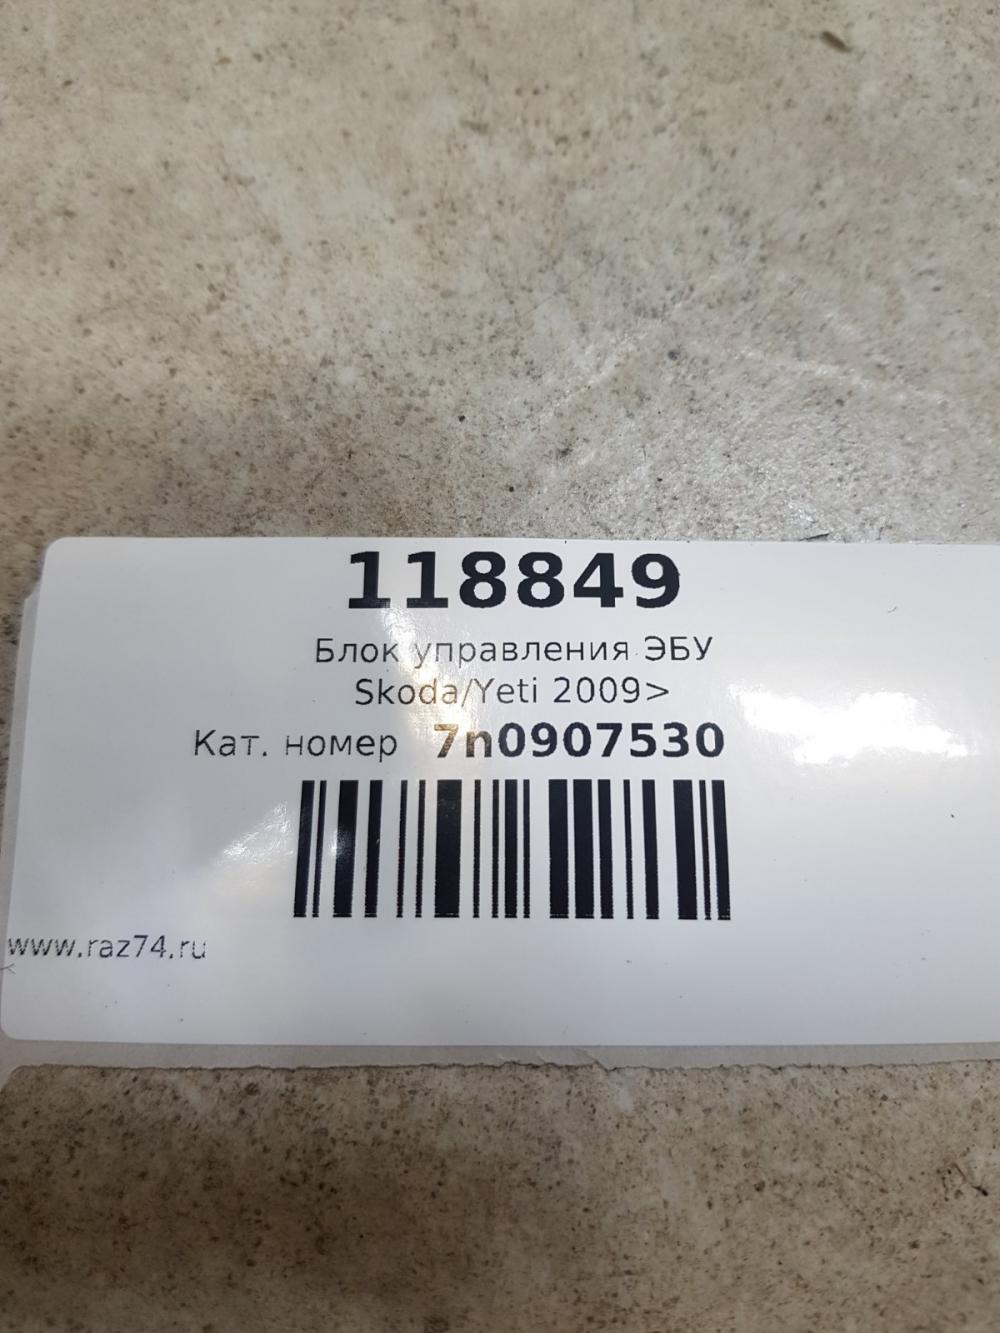 118849
Блок управления ЭБУ
Skoda/Yeti 2009>
Кат. номер 7n0907530
www.raz74.ru